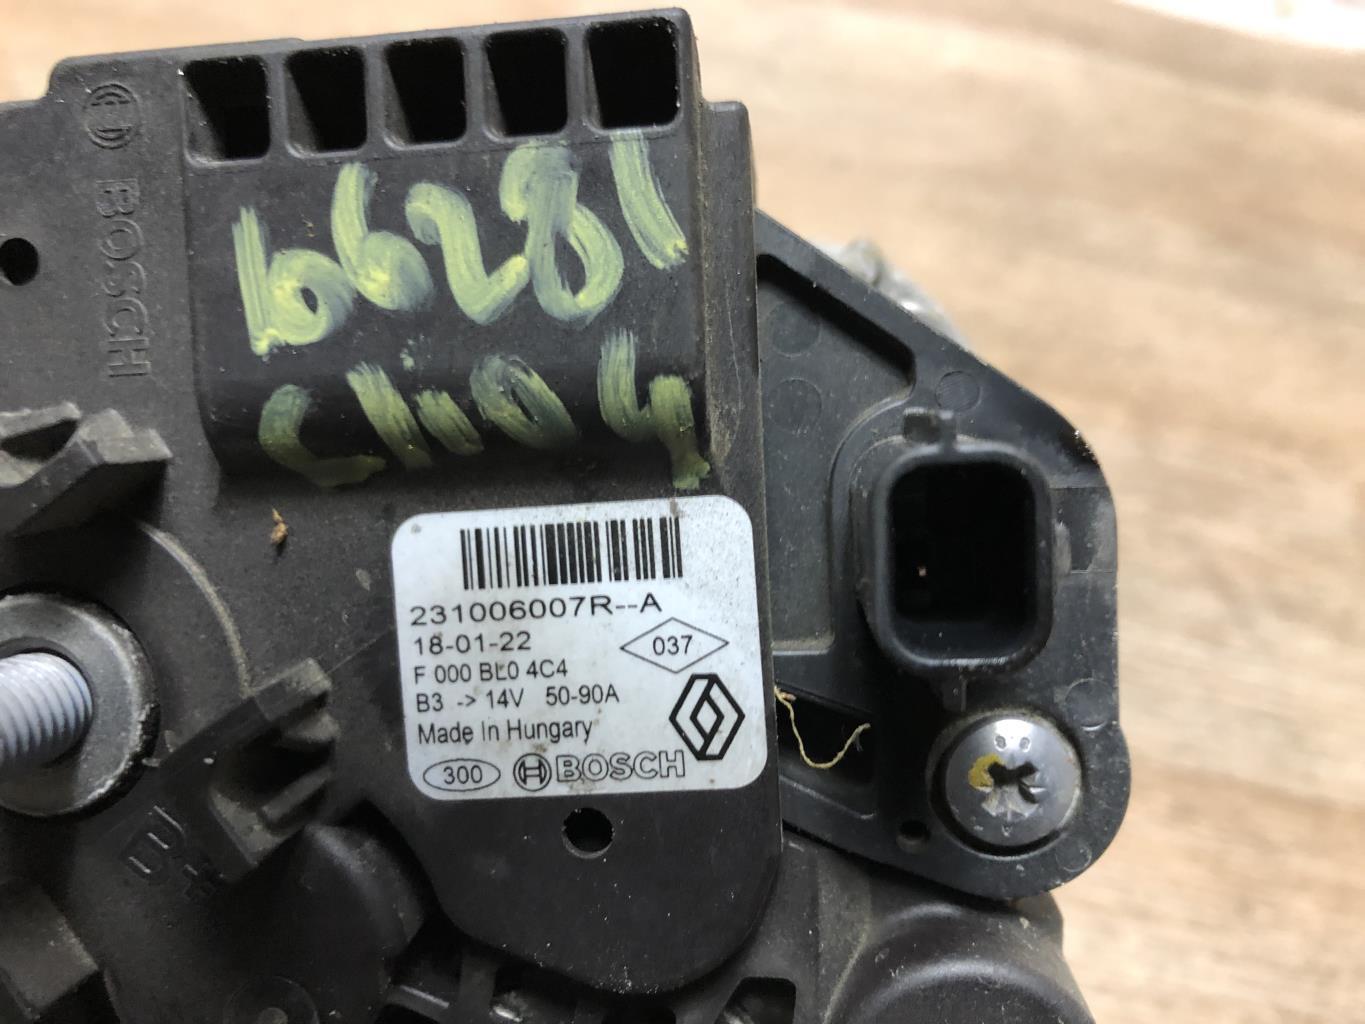 BOSCH
66281
Clio 4
231006007R--A
18-01-22
037
F 000 BL0 4C4
B3 -> 14V 50-90A
Made In Hungary
300 BOSCH
B+